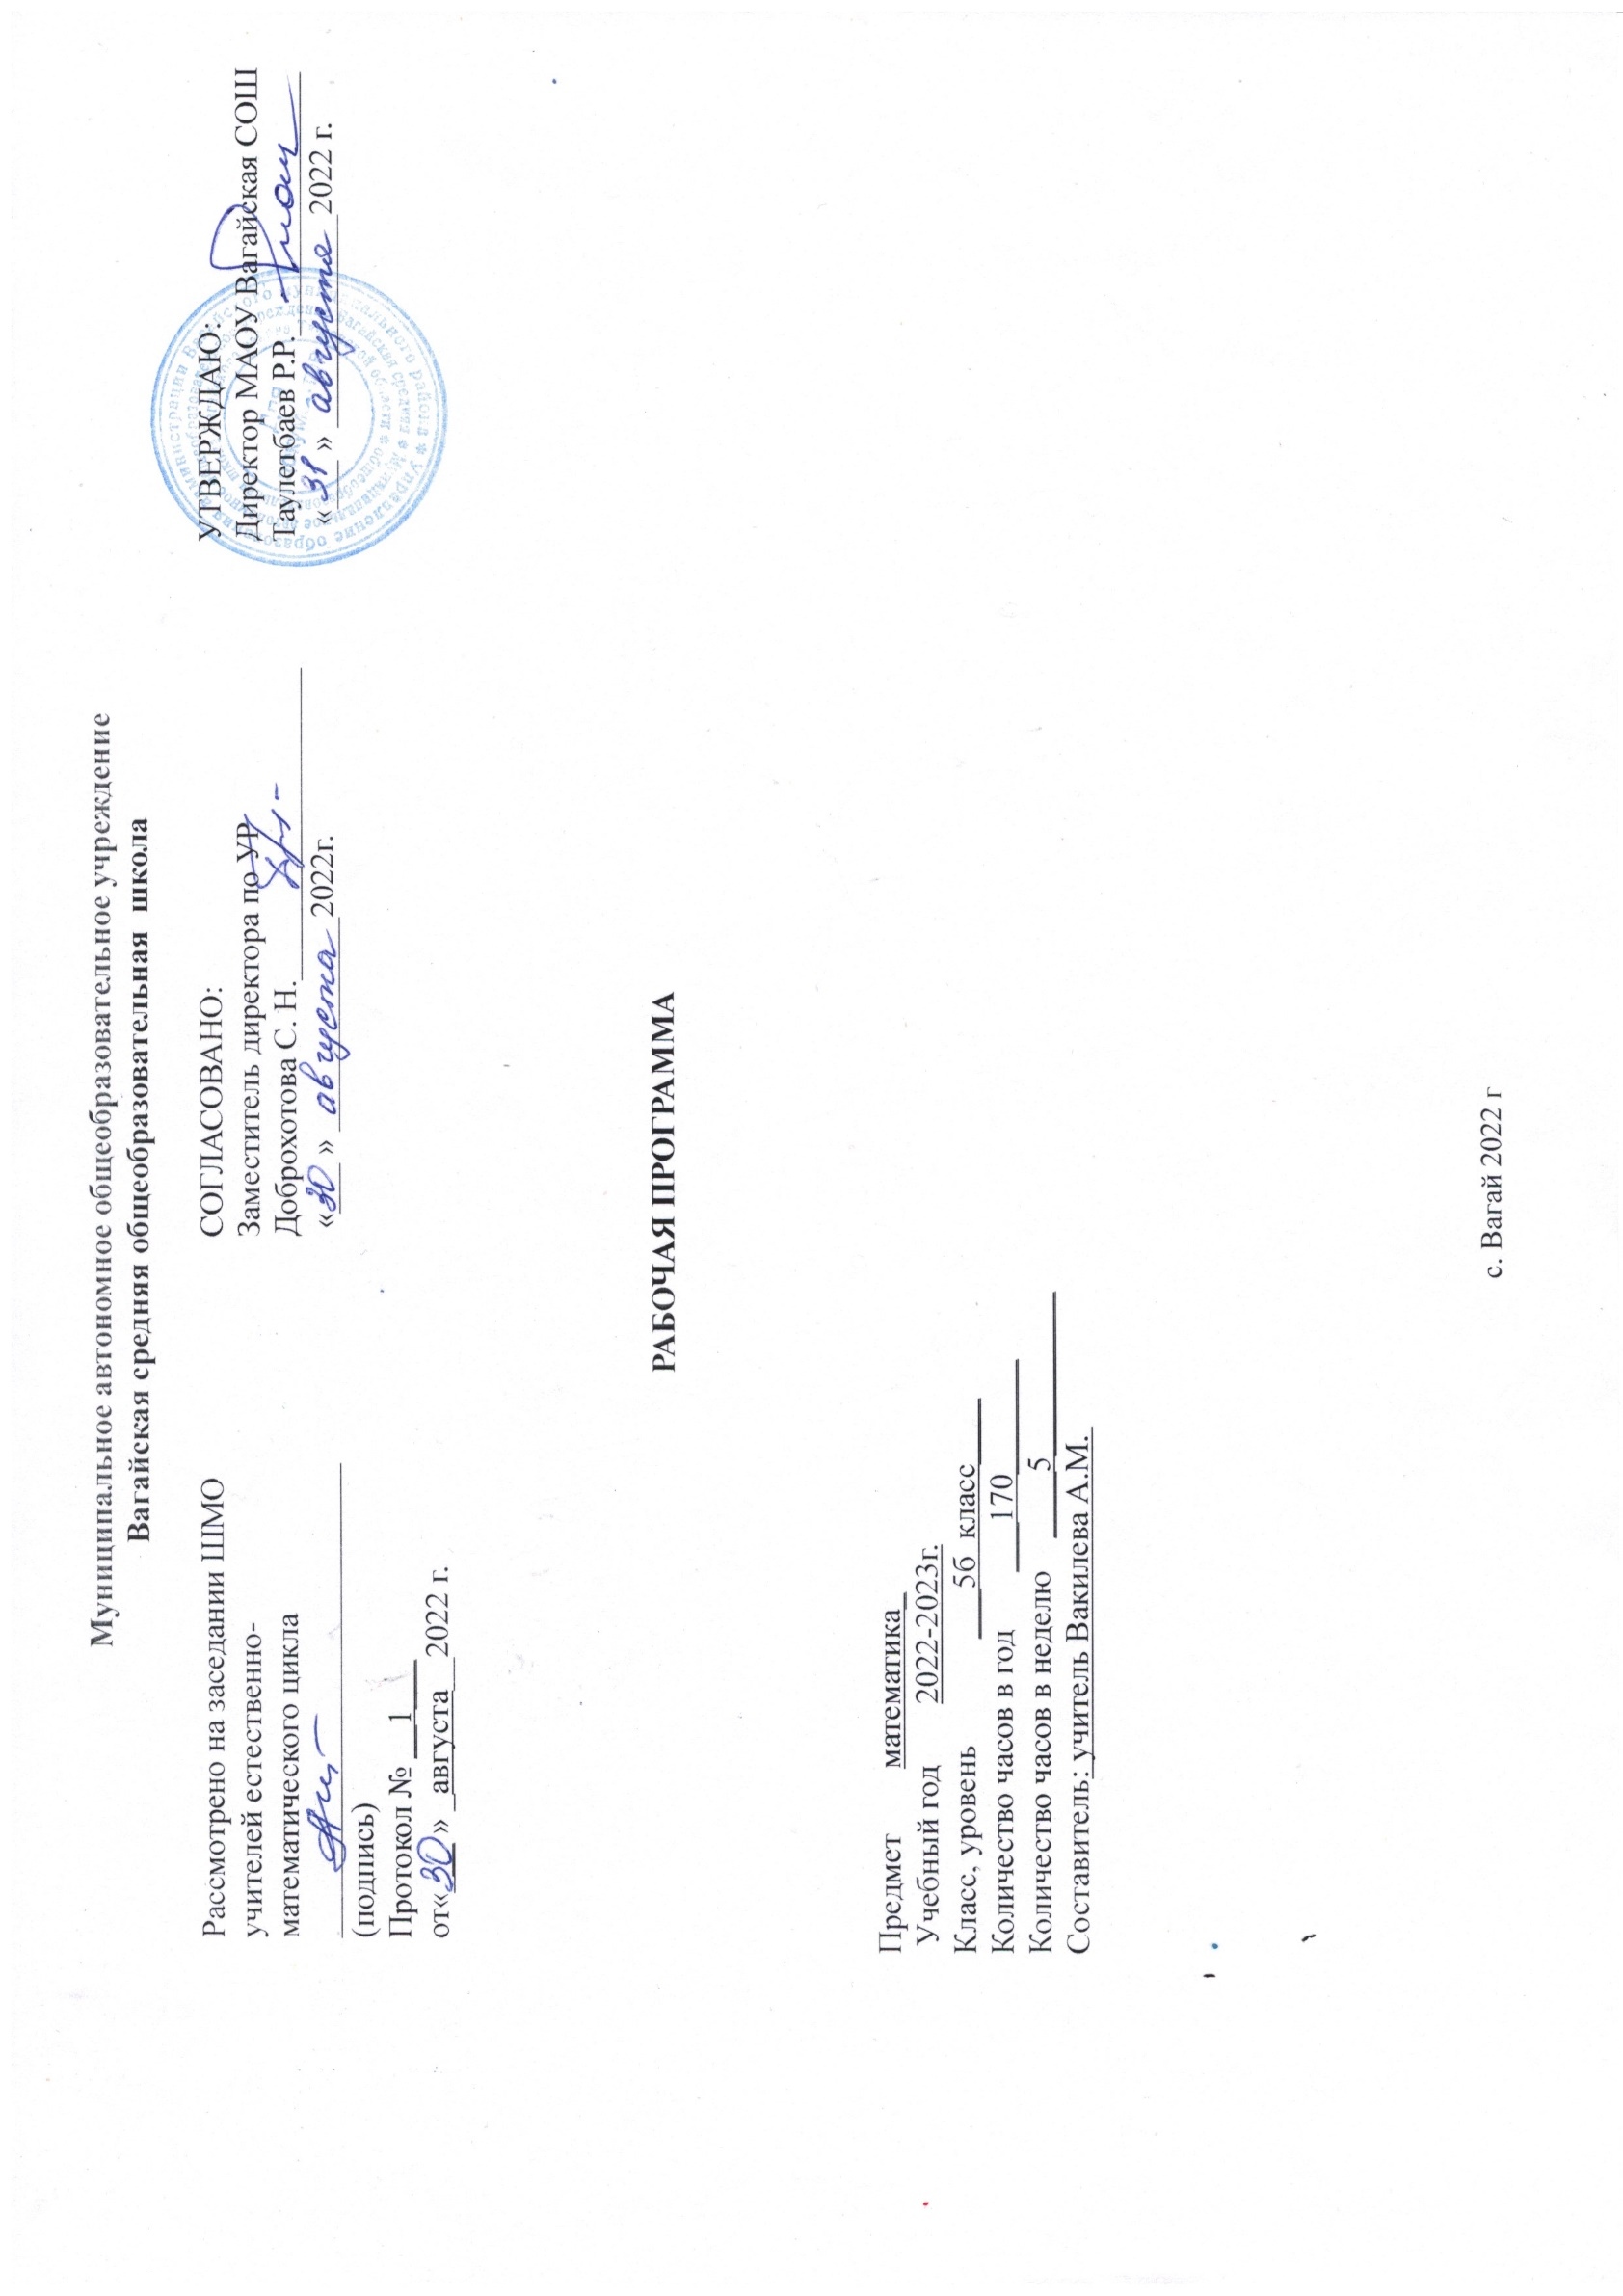 Муниципальное автономное общеобразовательное учреждение
Вагайская средняя общеобразовательная школа
Рассмотрено на заседании ШМО
учителей естественно-
математического цикла
(подпись)
Протокол № 1
от«30» августа 2022 г.
СОГЛАСОВАНО:
Заместитель директора по УР
Доброхотова С. Н.
«30» августа 2022г.
УТВЕРЖДАЮ:
Директор МАОУ Вагайская СОШ
Таулетбаев Р.Р.
«31» августа 2022 г.
РАБОЧАЯ ПРОГРАММА
Предмет математика
Учебный год 2022-2023г.
Класс, уровень 5б класс
Количество часов в год 170
Количество часов в неделю 5
Составитель: учитель Вакилева А.М.
с. Вагай 2022 г